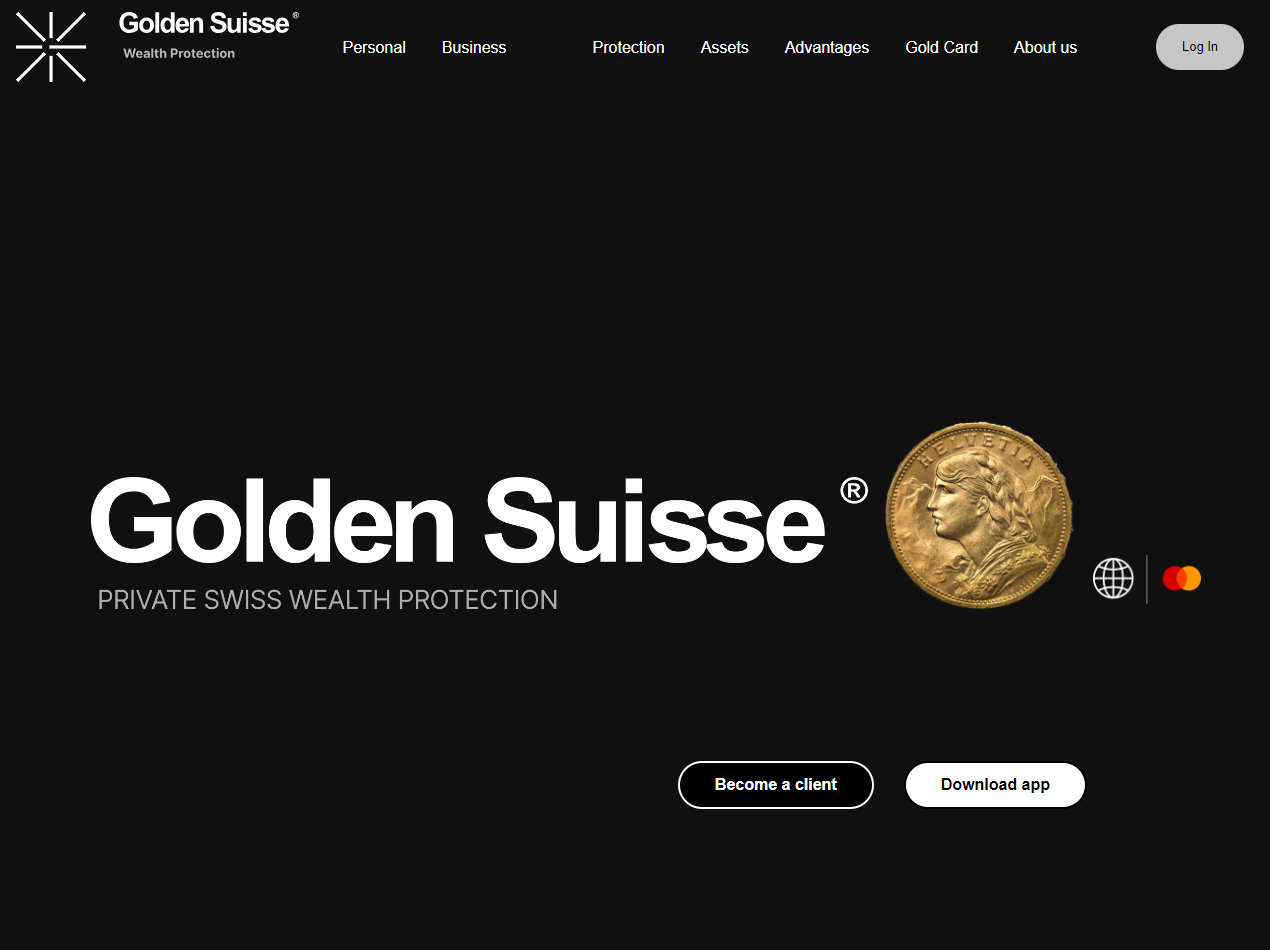 Golden Suisse ®
Wealth Protection
Personal Business Protection Assets Advantages Gold Card About us
Log In
HELVETIA
Golden Suisse ®
PRIVATE SWISS WEALTH PROTECTION
Become a client Download app